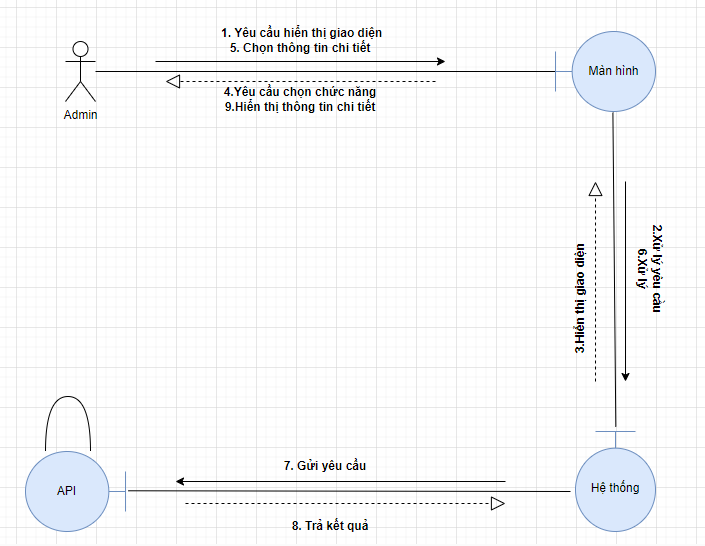 1. Yêu cầu hiển thị giao diện
5. Chọn thông tin chi tiết
Màn hình
4.Yêu cầu chọn chức năng
9.Hiển thị thông tin chi tiết
Admin
2.Xử lý yêu cầu
6.Xử lý
3.Hiển thị giao diện
7. Gửi yêu cầu
API
Hệ thống
8. Trả kết quả